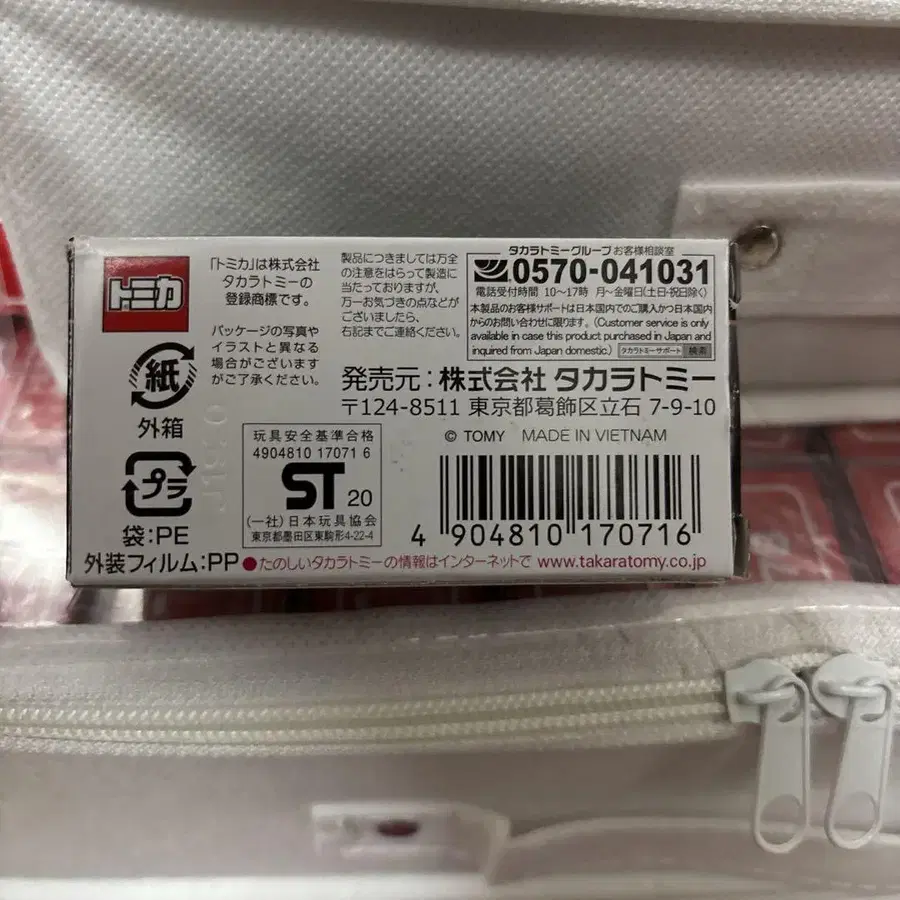 トミカ
「トミカ」は株式会社
タカラトミーの
登録商標です。
パッケージの写真や
イラストと異なる
場合がございます
がご了承ください。
製品につきましては万全
の注意をはらって製造に
当たっておりますが、
万一お気づきの点などが
ございましたら、
右記までご連絡ください。
タカラトミーグループ お客様相談室
0570-041031
電話受付時間 10〜17時 月〜金曜日(土日・祝日除く)
本製品のお客様サポートは日本国内でのご購入かつ日本国内
からのお問い合わせに限ります。(Customer service is only
available in case this product purchased in Japan and
inquired from Japan domestic.) タカラトミーサポート 検索
発売元:株式会社 タカラトミー
〒124-8511 東京都葛飾区立石 7-9-10
紙
外箱
プラ
袋:PE
外装フィルム:PP
玩具安全基準合格
4904810 17071 6
ST 20
(一社)日本玩具協会
東京都墨田区東駒形4-22-4
© TOMY MADE IN VIETNAM
4 904810 170716
●たのしいタカラトミーの情報はインターネットで www.takaratomy.co.jp